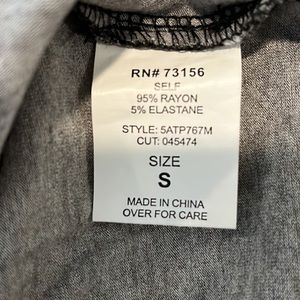 RN# 73156
SELF
95% RAYON
5% ELASTANE
STYLE: 5ATP767M
CUT: 045474
SIZE
S
MADE IN CHINA
OVER FOR CARE